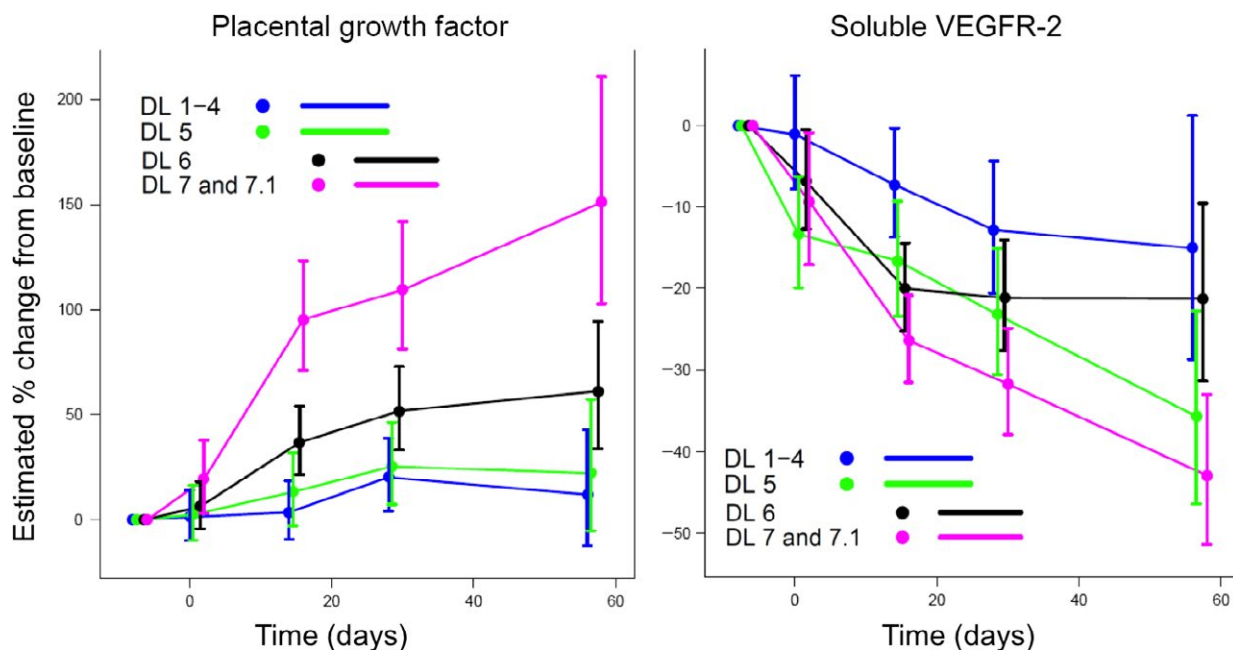 Placental growth factor
Soluble VEGFR-2
Estimated % change from baseline
200
150
100
50
0
DL 1−4
DL 5
DL 6
DL 7 and 7.1
0
20
40
60
Time (days)
0
−10
−20
−30
−40
−50
DL 1−4
DL 5
DL 6
DL 7 and 7.1
0
20
40
60
Time (days)